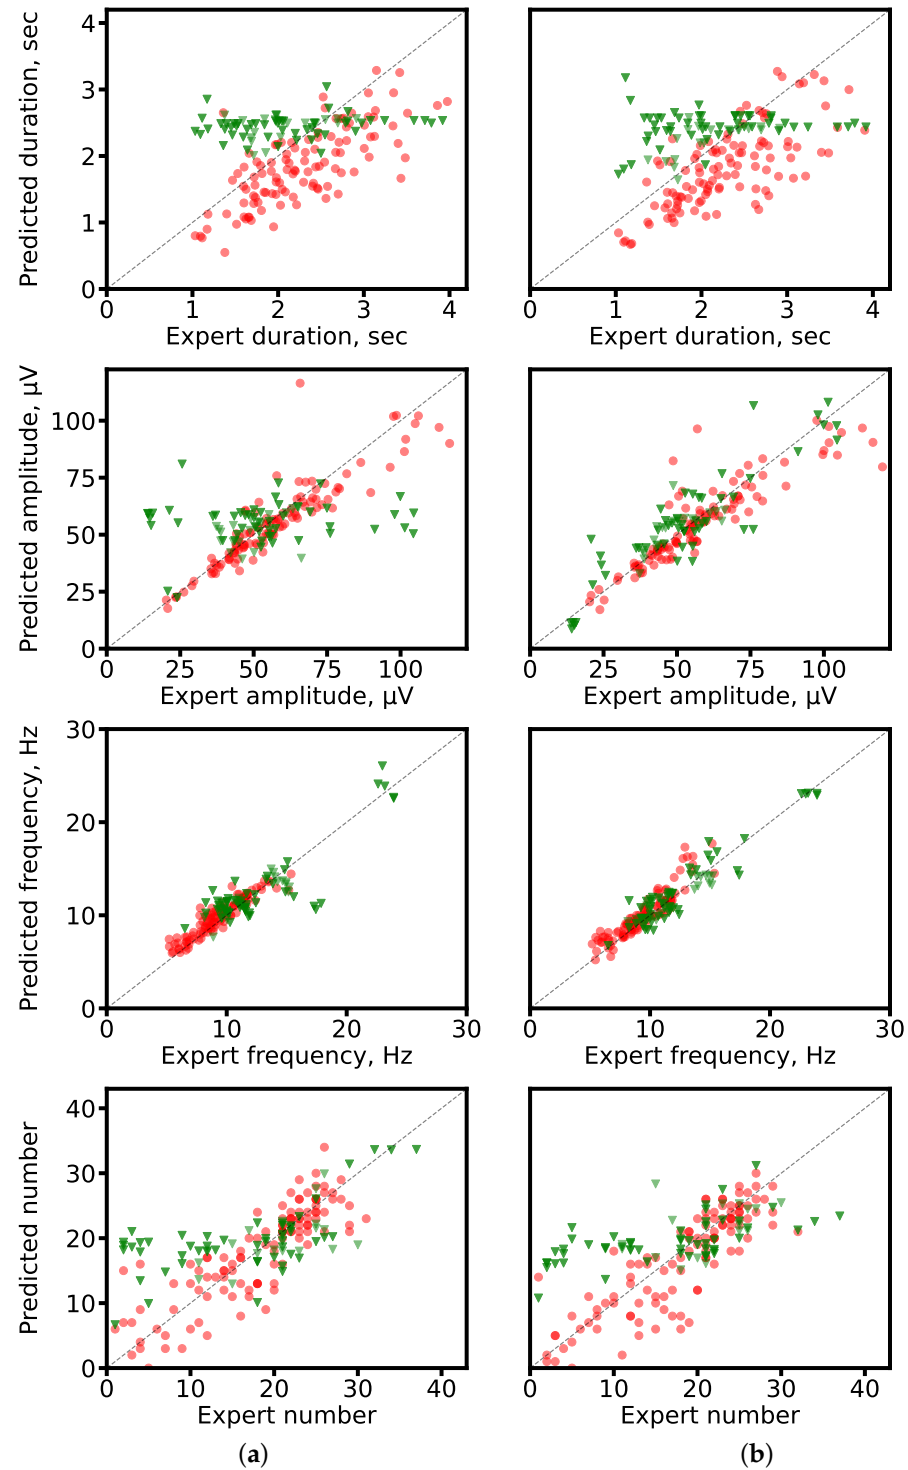 Predicted duration, sec
4
3
2
1
0
0 1 2 3 4
Expert duration, sec
0 1 2 3 4
Expert duration, sec
Predicted amplitude, µV
100
75
50
25
0
0 25 50 75 100
Expert amplitude, µV
0 25 50 75 100
Expert amplitude, µV
Predicted frequency, Hz
30
20
10
0
0 10 20 30
Expert frequency, Hz
0 10 20 30
Expert frequency, Hz
Predicted number
40
30
20
10
0
0 10 20 30 40
Expert number
0 10 20 30 40
Expert number
(a) (b)